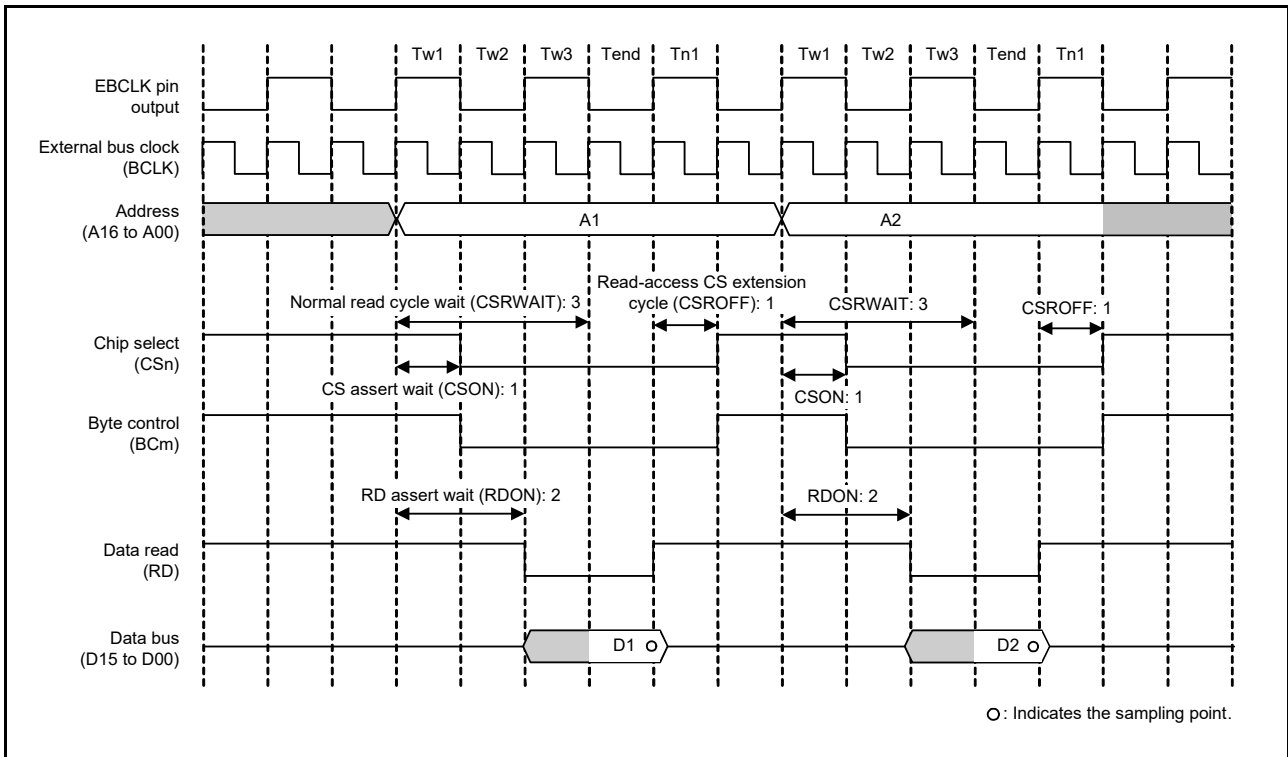 Tw1 Tw2 Tw3 Tend Tn1 Tw1 Tw2 Tw3 Tend Tn1
EBCLK pin
output
External bus clock
(BCLK)
Address
(A16 to A00)
A1 A2
Normal read cycle wait (CSRWAIT): 3
Read-access CS extension
cycle (CSROFF): 1
CSRWAIT: 3
CSROFF: 1
Chip select
(CSn)
CS assert wait (CSON): 1
CSON: 1
Byte control
(BCm)
RD assert wait (RDON): 2
RDON: 2
Data read
(RD)
Data bus
(D15 to D00)
D1 D2
: Indicates the sampling point.